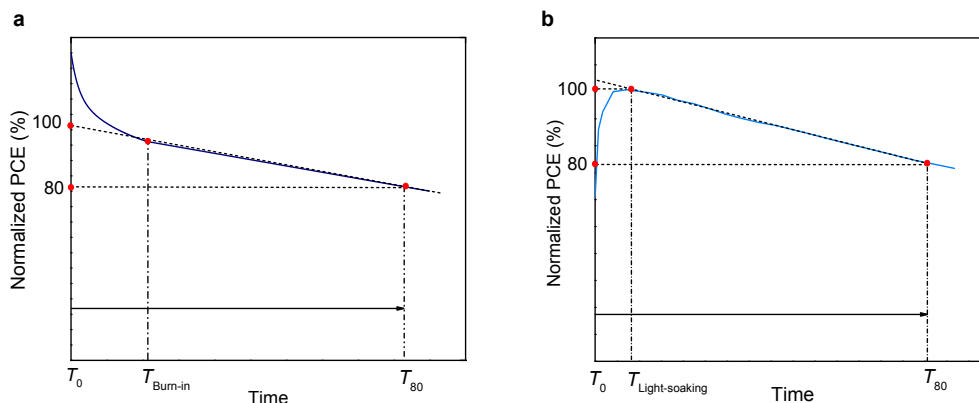 a
Normalized PCE (%)
100
80
T0
TBurn-in
T80
Time
b
Normalized PCE (%)
100
80
T0
TLight-soaking
T80
Time